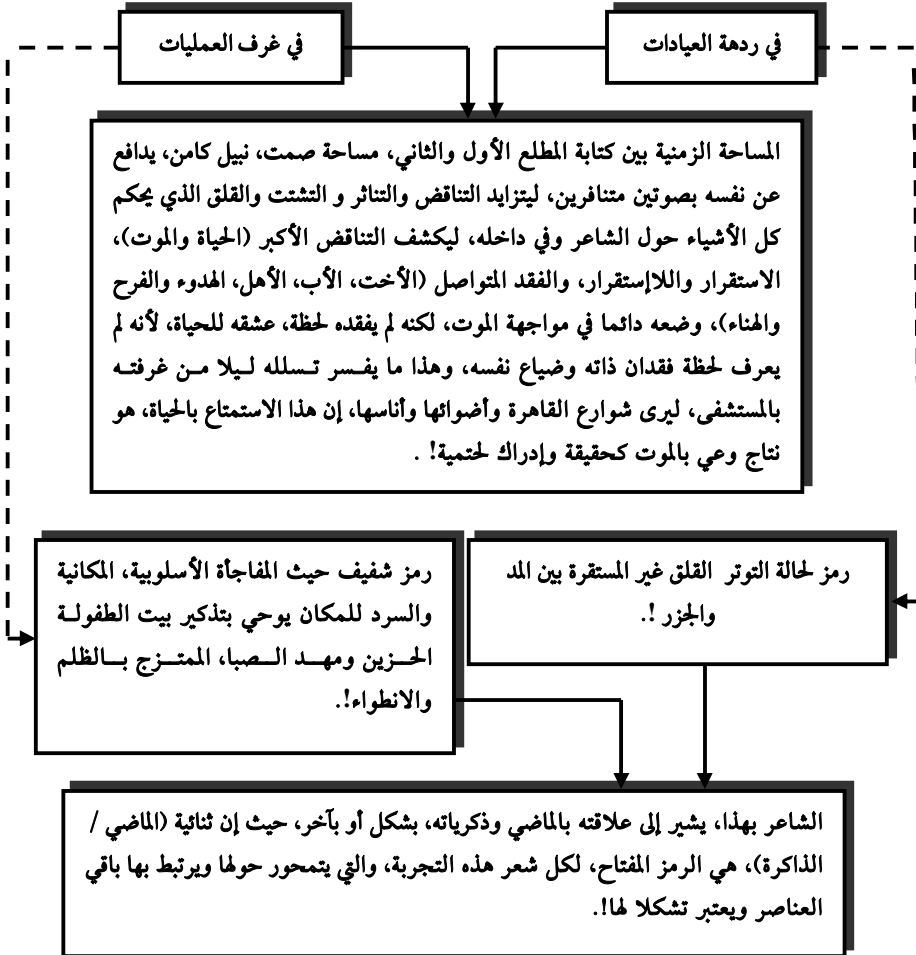 في ردهة العيادات
في غرف العمليات
المساحة الزمنية بين كتابة المطلع الأول والثاني، مساحة صمت، نبيل كامن، يدافع
عن نفسه بصوتين متنافرين، ليتزايد التناقض والتناثر و التشتت والقلق الذي يحكم
كل الأشياء حول الشاعر وفي داخله، ليكشف التناقض الأكبر (الحياة والموت)،
الاستقرار واللاإستقرار، والفقد المتواصل (الأخت، الأب، الأهل، الهدوء والفرح
والهناء)، وضعه دائما في مواجهة الموت، لكنه لم يفقده لحظة، عشقه للحياة، لأنه لم
يعرف لحظة فقدان ذاته وضياع نفسه، وهذا ما يفسر تسلله ليلا من غرفته
بالمستشفى، ليرى شوارع القاهرة وأضوائها وأناسها، إن هذا الاستمتاع بالحياة، هو
نتاج وعي بالموت كحقيقة وإدراك لحتمية! .
رمز لحالة التوتر القلق غير المستقرة بين المد
والجزر !.
رمز شفيف حيث المفاجأة الأسلوبية، المكانية
والسرد للمكان يوحي بتذكير بيت الطفولة
الحزين ومهد الصبا، الممتزج بالظلم
والانطواء!.
الشاعر بهذا، يشير إلى علاقته بالماضي وذكرياته، بشكل أو بآخر، حيث إن ثنائية (الماضي /
الذاكرة)، هي الرمز المفتاح، لكل شعر هذه التجربة، والتي يتمحور حولها ويرتبط بها باقي
العناصر ويعتبر تشكلا لها!.